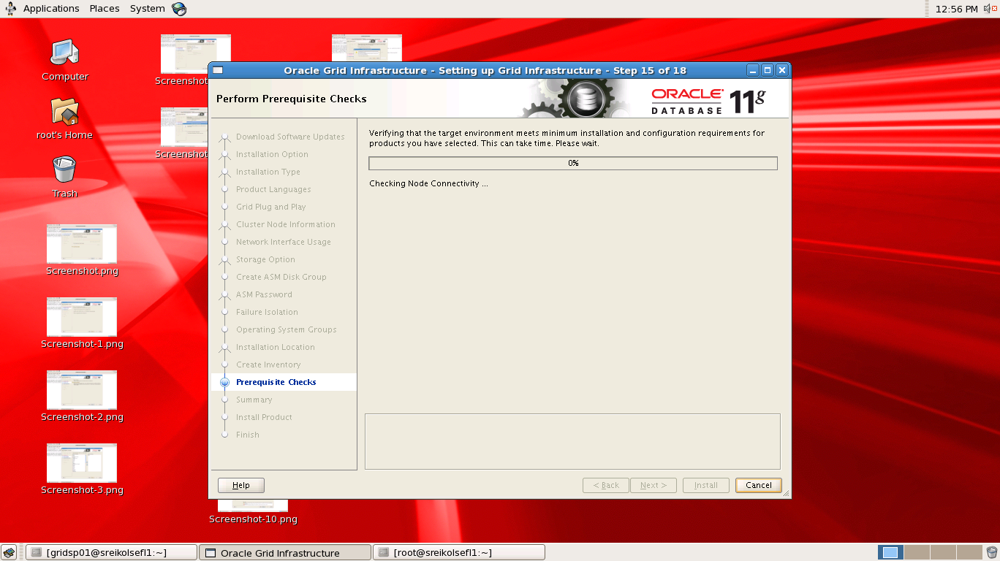 Applications Places System
12:56 PM
Computer
root's Home
Trash
Screenshot.png
Screenshot-1.png
Screenshot-2.png
Screenshot-3.png
Screenshot
Screenshot
Screenshot-10.png
Oracle Grid Infrastructure - Setting up Grid Infrastructure - Step 15 of 18
Perform Prerequisite Checks
ORACLE
DATABASE
11g
Download Software Updates
Installation Option
Installation Type
Product Languages
Grid Plug and Play
Cluster Node Information
Network Interface Usage
Storage Option
Create ASM Disk Group
ASM Password
Failure Isolation
Operating System Groups
Installation Location
Create Inventory
Prerequisite Checks
Summary
Install Product
Finish
Verifying that the target environment meets minimum installation and configuration requirements for
products you have selected. This can take time. Please wait.
0%
Checking Node Connectivity ...
Help
< Back
Next >
Install
Cancel
[gridsp01@sreikolsefl1:~]
Oracle Grid Infrastructure
[root@sreikolsefl1:~]